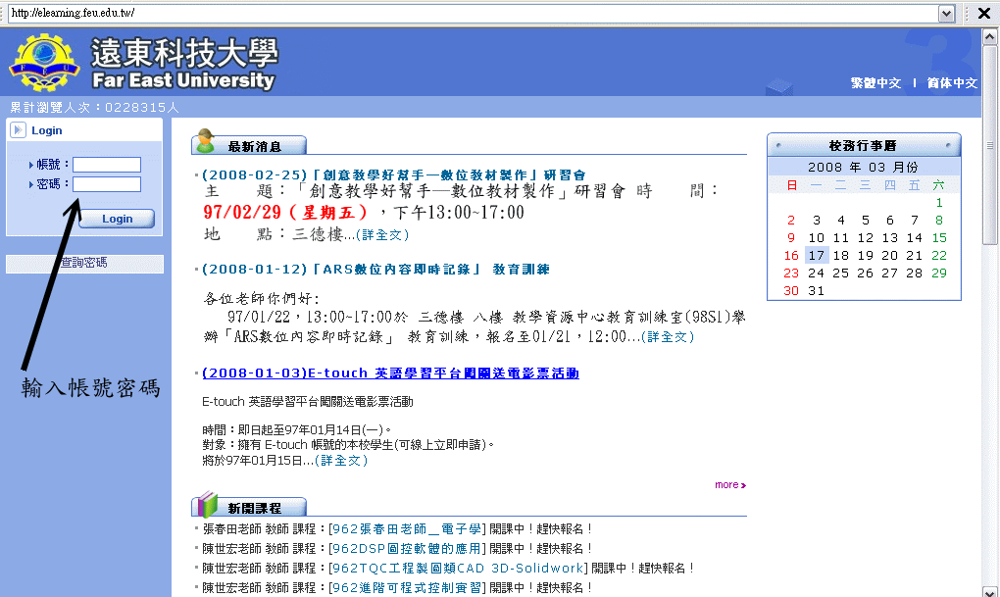 http://elearning.feu.edu.tw/
遠東科技大學
Far East University
繁體中文 | 简体中文
累計瀏覽人次：0228315人
Login
帳號：
密碼：
Login
查詢密碼
輸入帳號密碼
最新消息
(2008-02-25)「創意教學好幫手─數位教材製作」研習會
主　　題：「創意教學好幫手─數位教材製作」研習會 時　　間：
97/02/29（星期五），下午13:00~17:00
地　　點：三德樓...(詳全文)
(2008-01-12)「ARS數位內容即時記錄」 教育訓練
各位老師你們好:
97/01/22，13:00~17:00於 三德樓 八樓 教學資源中心教育訓練室(98S1)舉
辦「ARS數位內容即時記錄」 教育訓練，報名至01/21，12:00...(詳全文)
(2008-01-03)E-touch 英語學習平台闖關送電影票活動
E-touch 英語學習平台闖關送電影票活動
時間：即日起至97年01月14日(一)。
對象：擁有 E-touch 帳號的本校學生(可線上立即申請)。
將於97年01月15日...(詳全文)
more »
新開課程
張春田老師 教師 課程：[962張春田老師__電子學] 開課中！趕快報名！
陳世宏老師 教師 課程：[962DSP圖控軟體的應用] 開課中！趕快報名！
陳世宏老師 教師 課程：[962TQC工程製圖類CAD 3D-Solidwork] 開課中！趕快報名！
陳世宏老師 教師 課程：[962進階可程式控制實習] 開課中！趕快報名！
校務行事曆
2008 年 03 月份
日 一 二 三 四 五 六
1
2 3 4 5 6 7 8
9 10 11 12 13 14 15
16 17 18 19 20 21 22
23 24 25 26 27 28 29
30 31